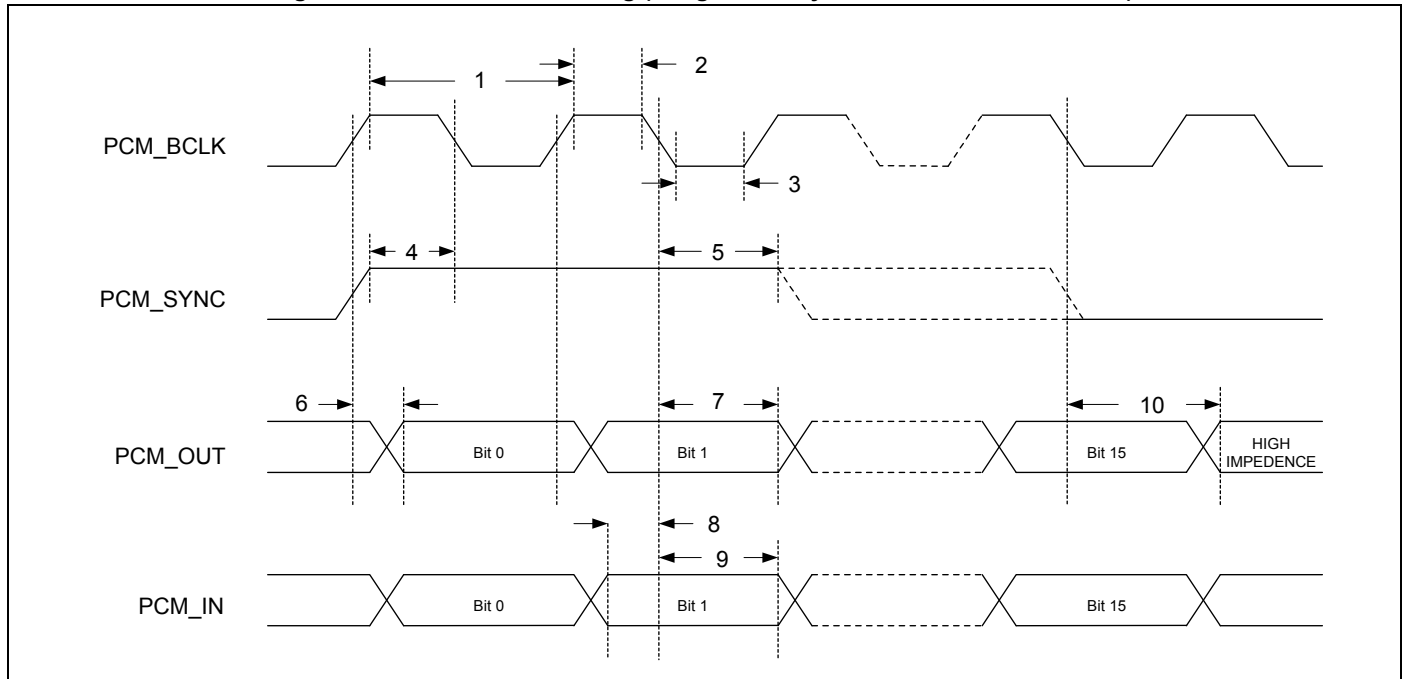 1
2
PCM_BCLK
3
4
5
PCM_SYNC
6
7
10
PCM_OUT
Bit 0
Bit 1
Bit 15
HIGH
IMPEDENCE
8
9
PCM_IN
Bit 0
Bit 1
Bit 15